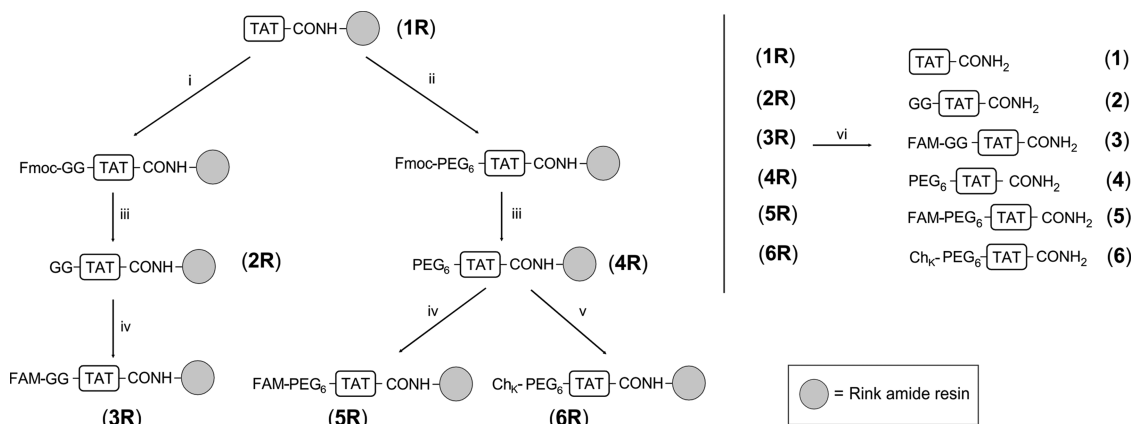 TAT-CONH- (1R)
i
ii
Fmoc-GG-TAT-CONH-
Fmoc-PEG6-TAT-CONH-
iii
iii
GG-TAT-CONH- (2R)
PEG6-TAT-CONH- (4R)
iv
iv
v
FAM-GG-TAT-CONH-
(3R)
FAM-PEG6-TAT-CONH-
(5R)
ChK-PEG6-TAT-CONH-
(6R)
(1R) TAT-CONH2 (1)
(2R) GG-TAT-CONH2 (2)
(3R) vi FAM-GG-TAT-CONH2 (3)
(4R) PEG6-TAT-CONH2 (4)
(5R) FAM-PEG6-TAT-CONH2 (5)
(6R) ChK-PEG6-TAT-CONH2 (6)
= Rink amide resin